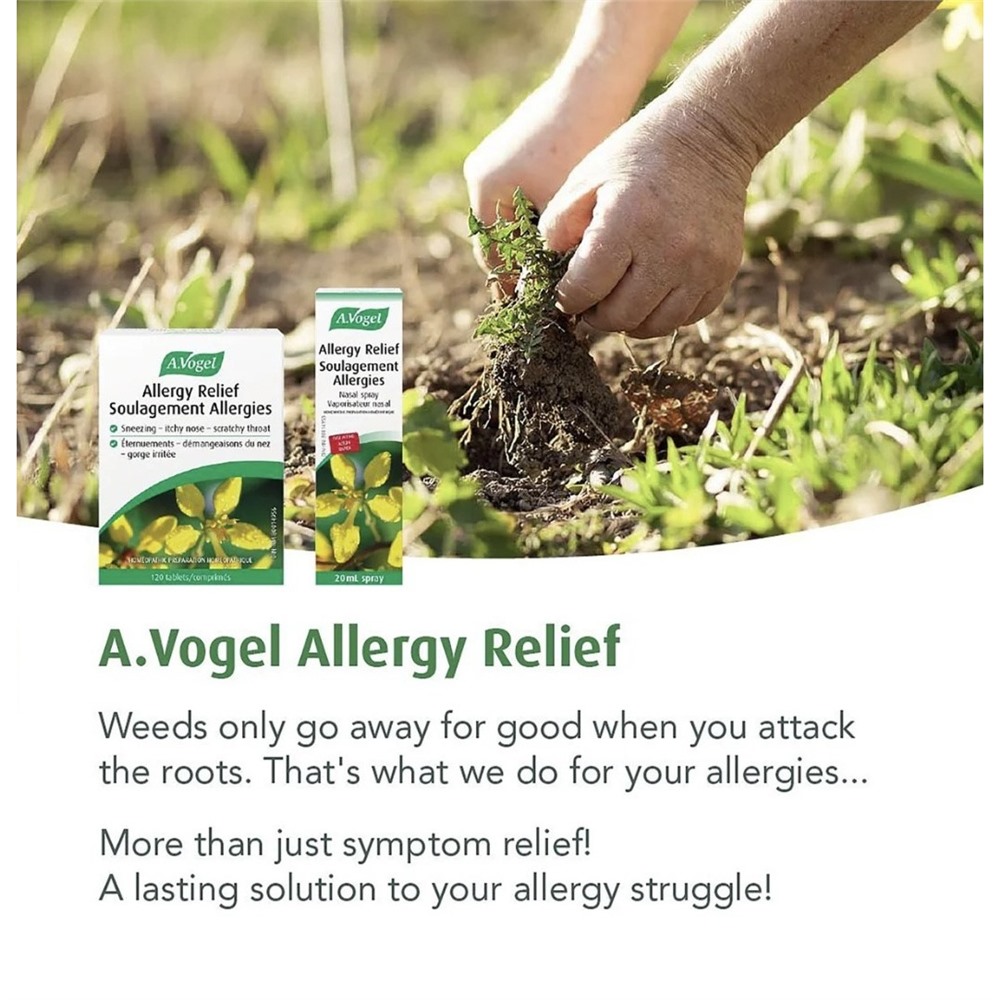 A.Vogel
Allergy Relief
Soulagement Allergies
Sneezing – itchy nose – scratchy throat
Éternuements – démangeaisons du nez
– gorge irritée
HOMEOPATHIC PREPARATION HOMÉOPATHIQUE
120 tablets/comprimés
A.Vogel
Allergy Relief
Soulagement
Allergies
Nasal spray
Vaporisateur nasal
20 mL spray
A.Vogel Allergy Relief
Weeds only go away for good when you attack
the roots. That's what we do for your allergies...
More than just symptom relief!
A lasting solution to your allergy struggle!